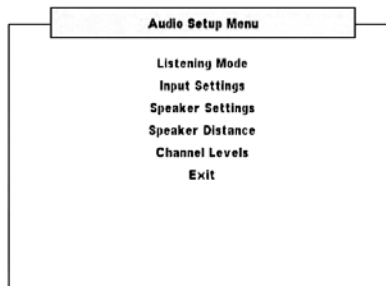 Audio Setup Menu
Listening Mode
Input Settings
Speaker Settings
Speaker Distance
Channel Levels
Exit